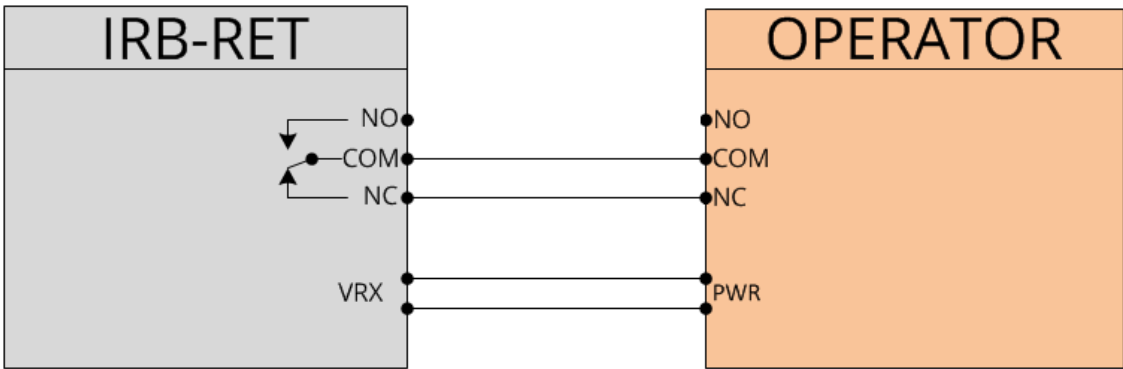 IRB-RET
OPERATOR
NO
NO
COM
COM
NC
NC
VRX
PWR